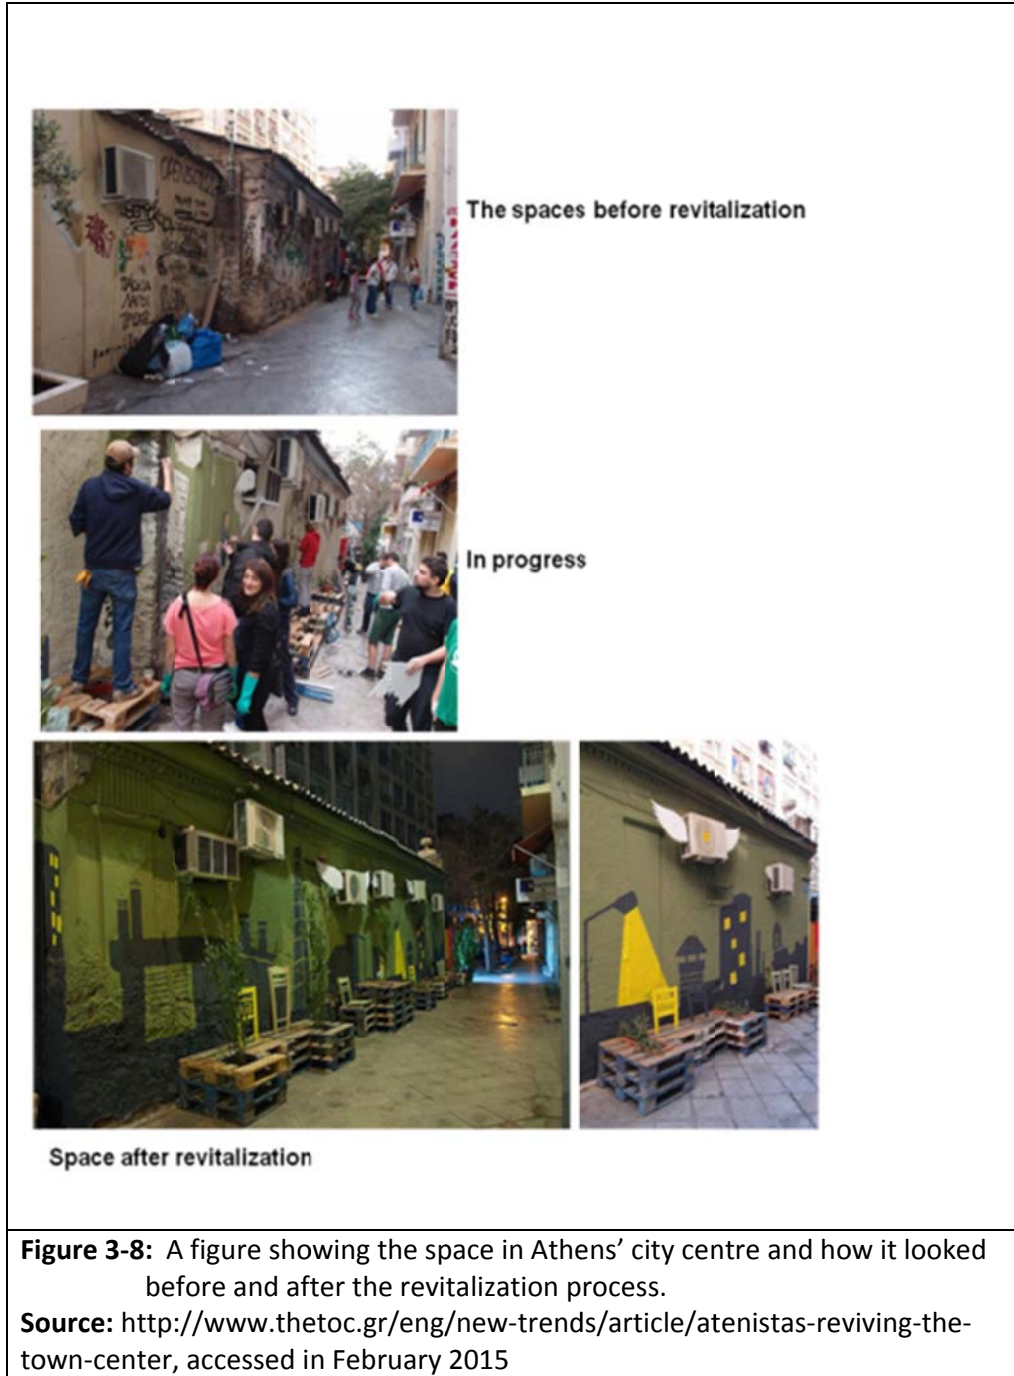 OPEN
The spaces before revitalization
In progress
Space after revitalization
Figure 3-8: A figure showing the space in Athens’ city centre and how it looked
before and after the revitalization process.
Source: http://www.thetoc.gr/eng/new-trends/article/atenistas-reviving-the-
town-center, accessed in February 2015